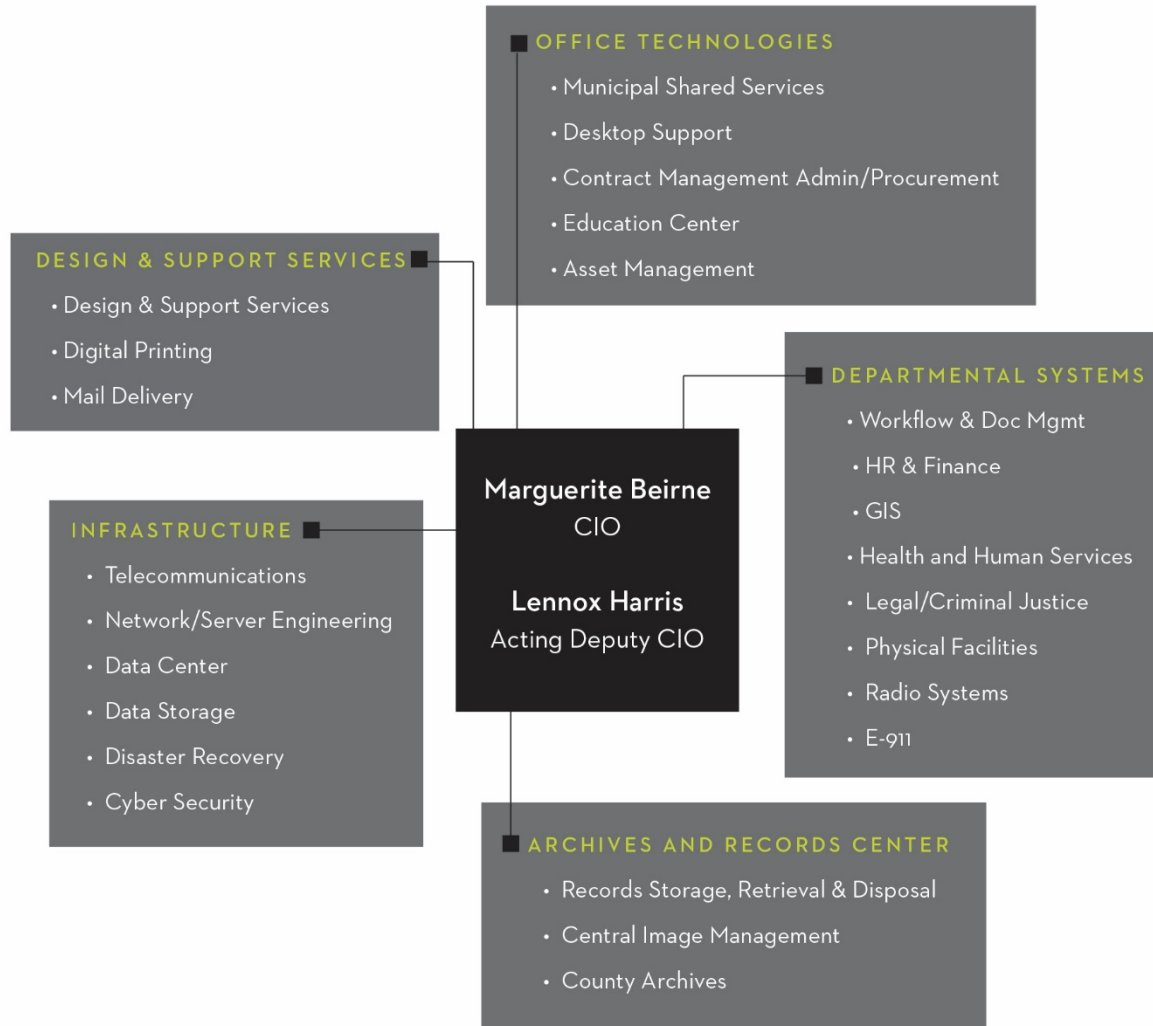 OFFICE TECHNOLOGIES
• Municipal Shared Services
• Desktop Support
• Contract Management Admin/Procurement
• Education Center
• Asset Management
DESIGN & SUPPORT SERVICES
• Design & Support Services
• Digital Printing
• Mail Delivery
DEPARTMENTAL SYSTEMS
• Workflow & Doc Mgmt
• HR & Finance
• GIS
• Health and Human Services
• Legal/Criminal Justice
• Physical Facilities
• Radio Systems
• E-911
Marguerite Beirne
CIO
Lennox Harris
Acting Deputy CIO
INFRASTRUCTURE
• Telecommunications
• Network/Server Engineering
• Data Center
• Data Storage
• Disaster Recovery
• Cyber Security
ARCHIVES AND RECORDS CENTER
• Records Storage, Retrieval & Disposal
• Central Image Management
• County Archives